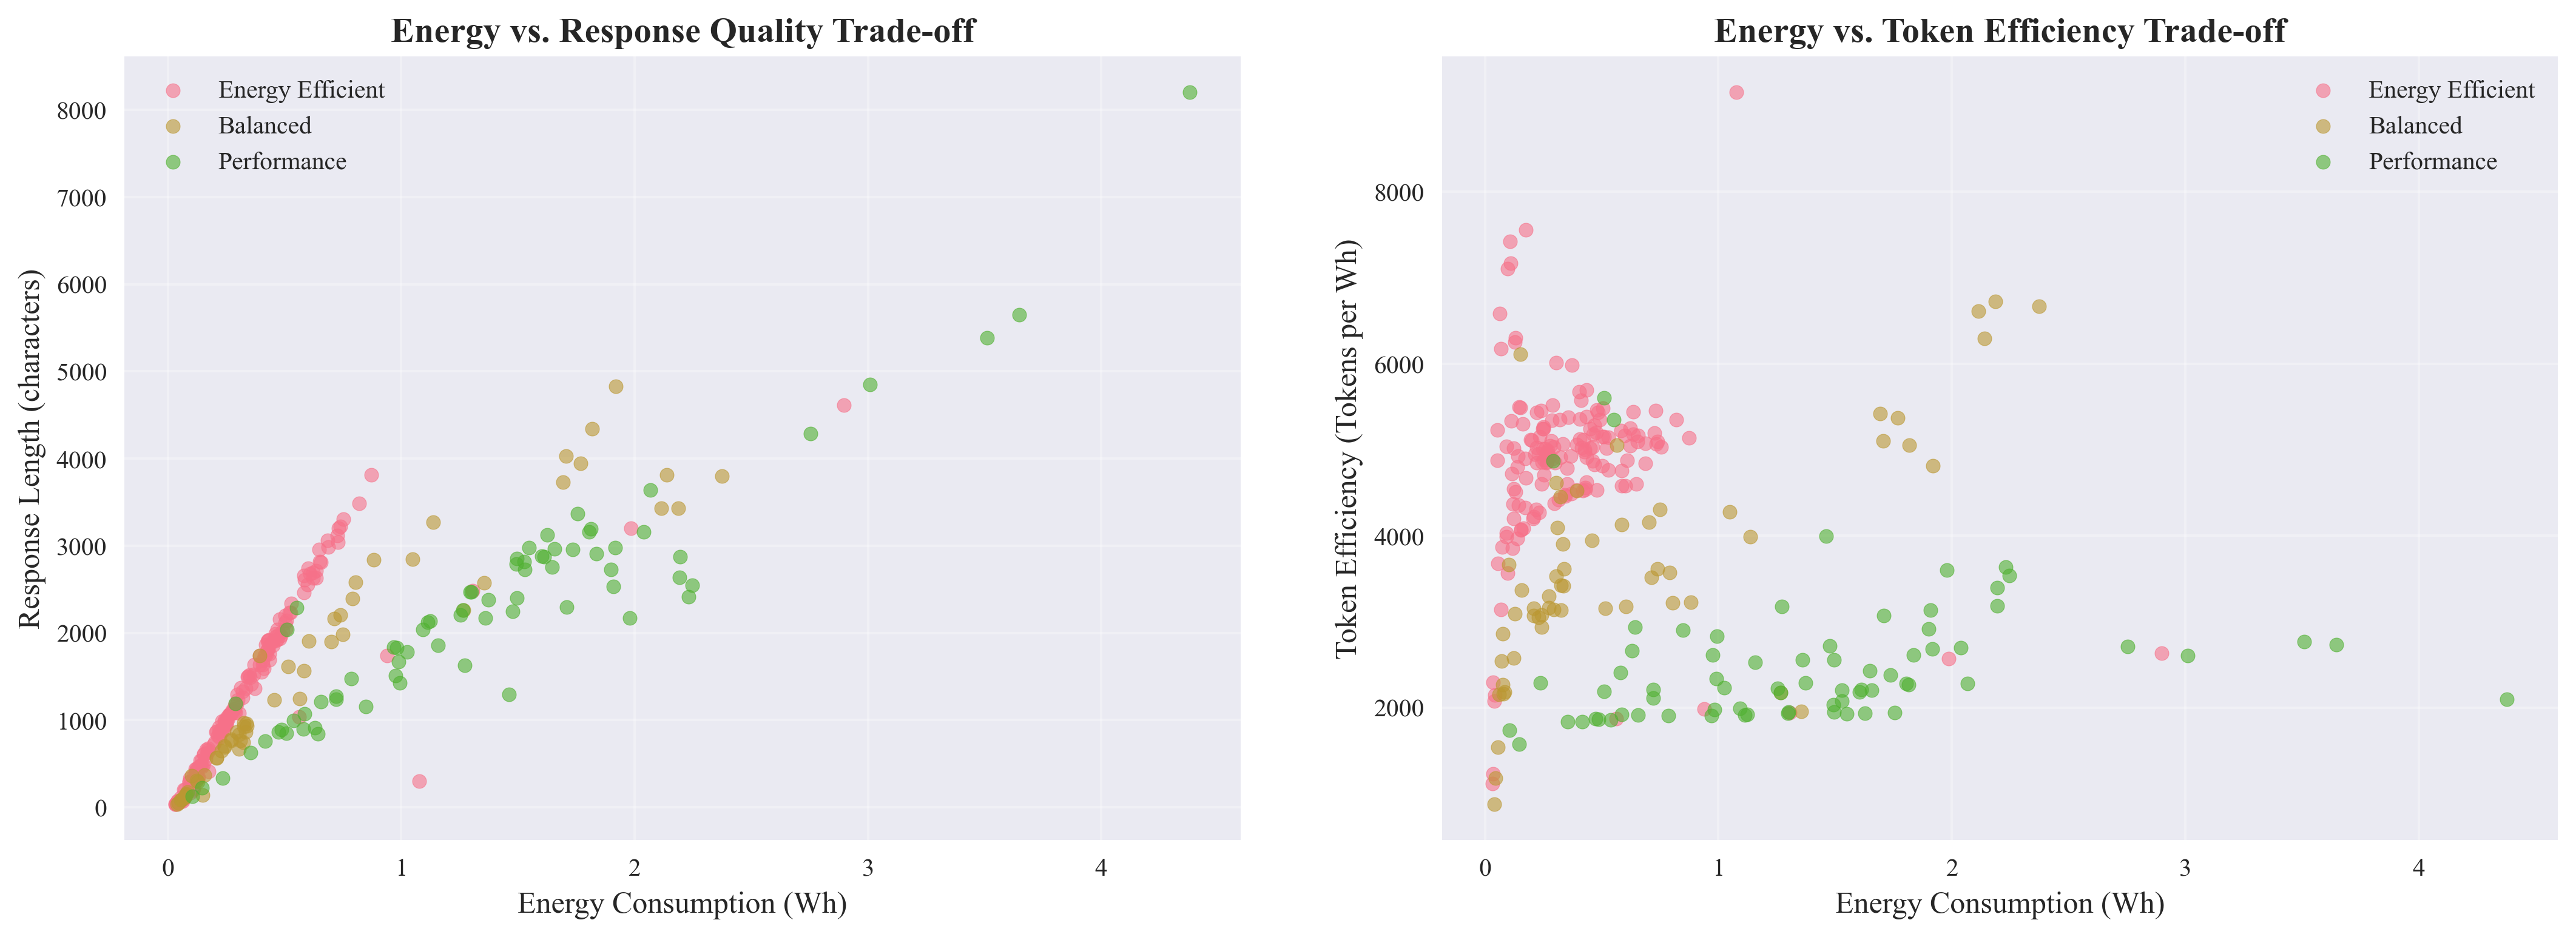 Energy vs. Response Quality Trade-off
Energy Efficient
Balanced
Performance
8000
7000
6000
5000
4000
3000
2000
1000
0
Response Length (characters)
0 1 2 3 4
Energy Consumption (Wh)
Energy vs. Token Efficiency Trade-off
Energy Efficient
Balanced
Performance
8000
6000
4000
2000
Token Efficiency (Tokens per Wh)
0 1 2 3 4
Energy Consumption (Wh)